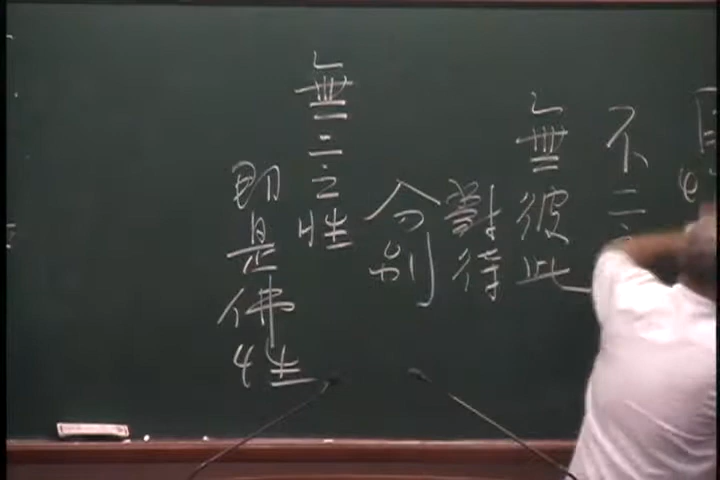 不二
無彼此
對待
分別
無二之性
即是佛性